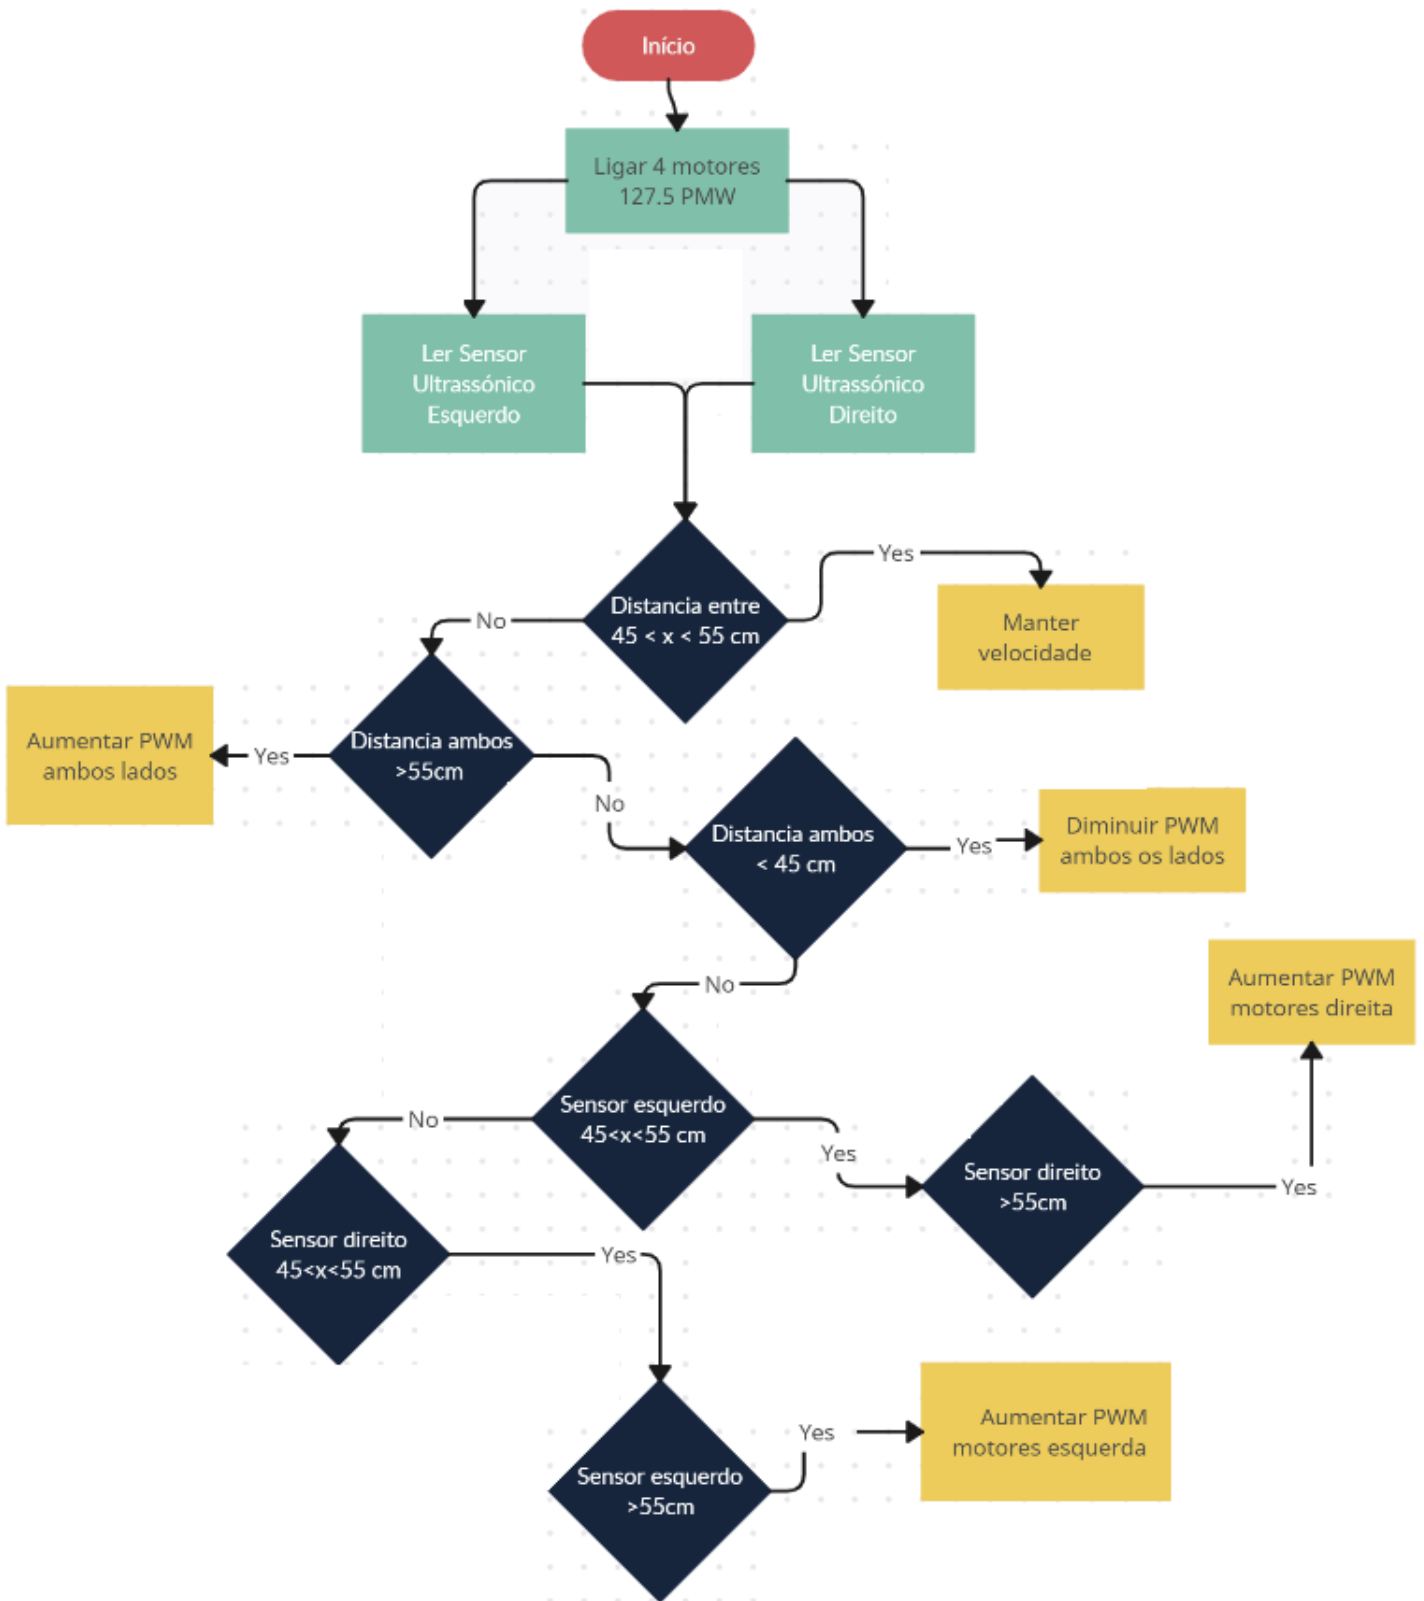 Início
Ligar 4 motores
127.5 PMW
Ler Sensor
Ultrassónico
Esquerdo
Ler Sensor
Ultrassónico
Direito
Distancia entre
45 < x < 55 cm
Yes
Manter
velocidade
No
Distancia ambos
>55cm
Yes
Aumentar PWM
ambos lados
No
Distancia ambos
< 45 cm
Yes
Diminuir PWM
ambos os lados
No
Sensor esquerdo
45<x<55 cm
Yes
Sensor direito
>55cm
Yes
Aumentar PWM
motores direita
No
Sensor direito
45<x<55 cm
Yes
Sensor esquerdo
>55cm
Yes
Aumentar PWM
motores esquerda